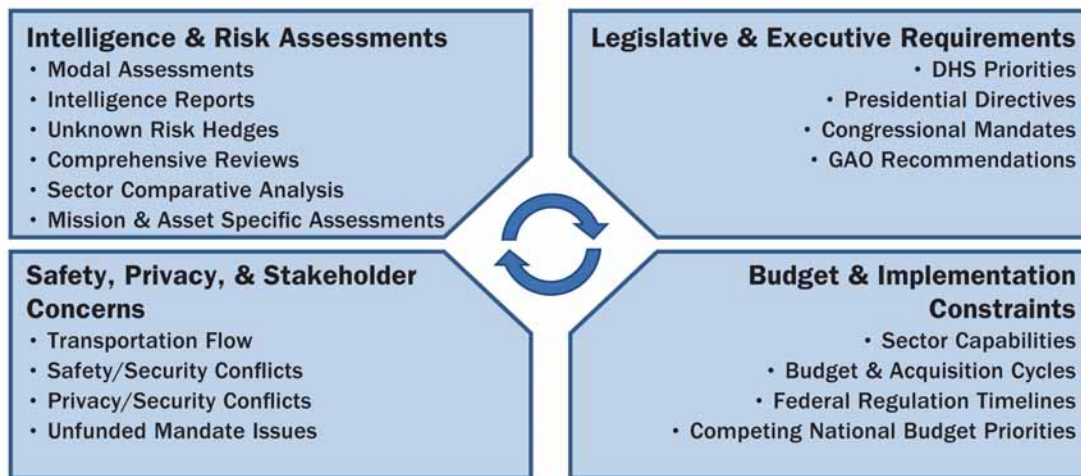 Intelligence & Risk Assessments
• Modal Assessments
• Intelligence Reports
• Unknown Risk Hedges
• Comprehensive Reviews
• Sector Comparative Analysis
• Mission & Asset Specific Assessments
Legislative & Executive Requirements
• DHS Priorities
• Presidential Directives
• Congressional Mandates
• GAO Recommendations
Safety, Privacy, & Stakeholder
Concerns
• Transportation Flow
• Safety/Security Conflicts
• Privacy/Security Conflicts
• Unfunded Mandate Issues
Budget & Implementation
Constraints
• Sector Capabilities
• Budget & Acquisition Cycles
• Federal Regulation Timelines
• Competing National Budget Priorities